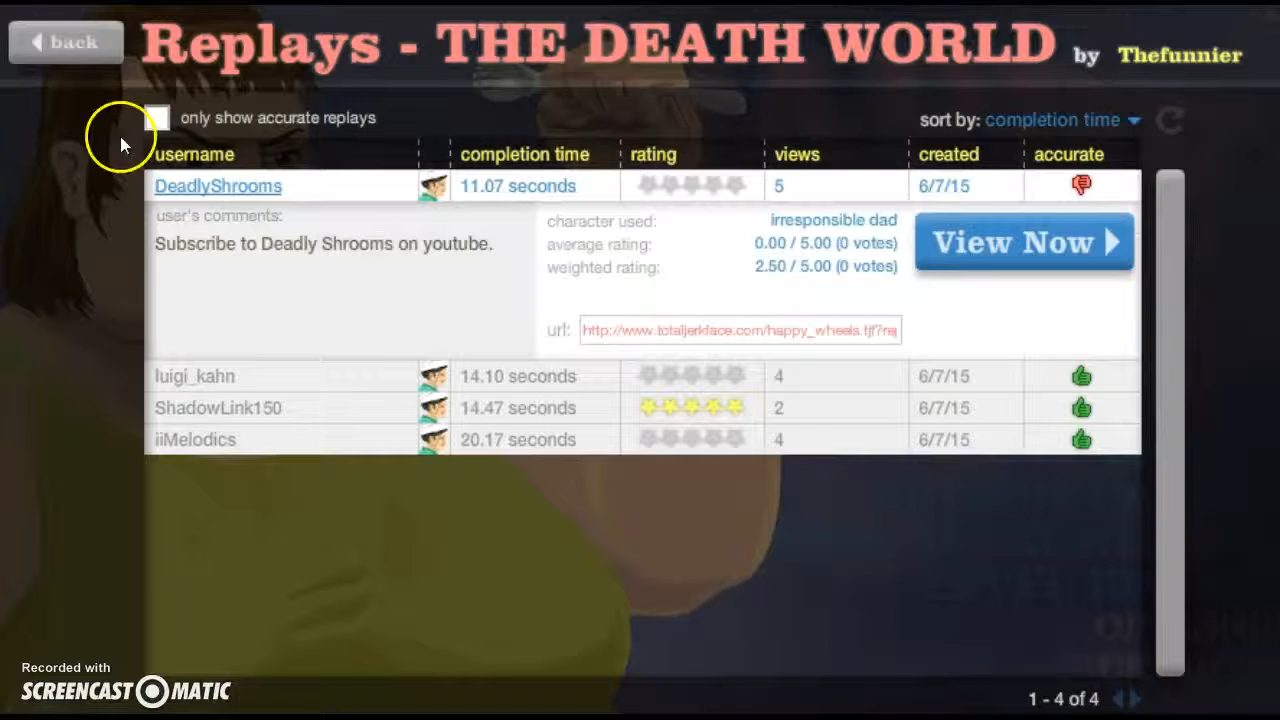 back
Replays - THE DEATH WORLD by Thefunnier
only show accurate replays
sort by: completion time
username completion time rating views created accurate
DeadlyShrooms 11.07 seconds 5 6/7/15
user's comments:
Subscribe to Deadly Shrooms on youtube.
character used: irresponsible dad
average rating: 0.00 / 5.00 (0 votes)
weighted rating: 2.50 / 5.00 (0 votes)
View Now
url: http://www.totaljerkface.com/happy_wheels.tjf?re
luigi_kahn 14.10 seconds 4 6/7/15
ShadowLink150 14.47 seconds 2 6/7/15
iiMelodics 20.17 seconds 4 6/7/15
Recorded with
SCREENCAST MATIC
1 - 4 of 4